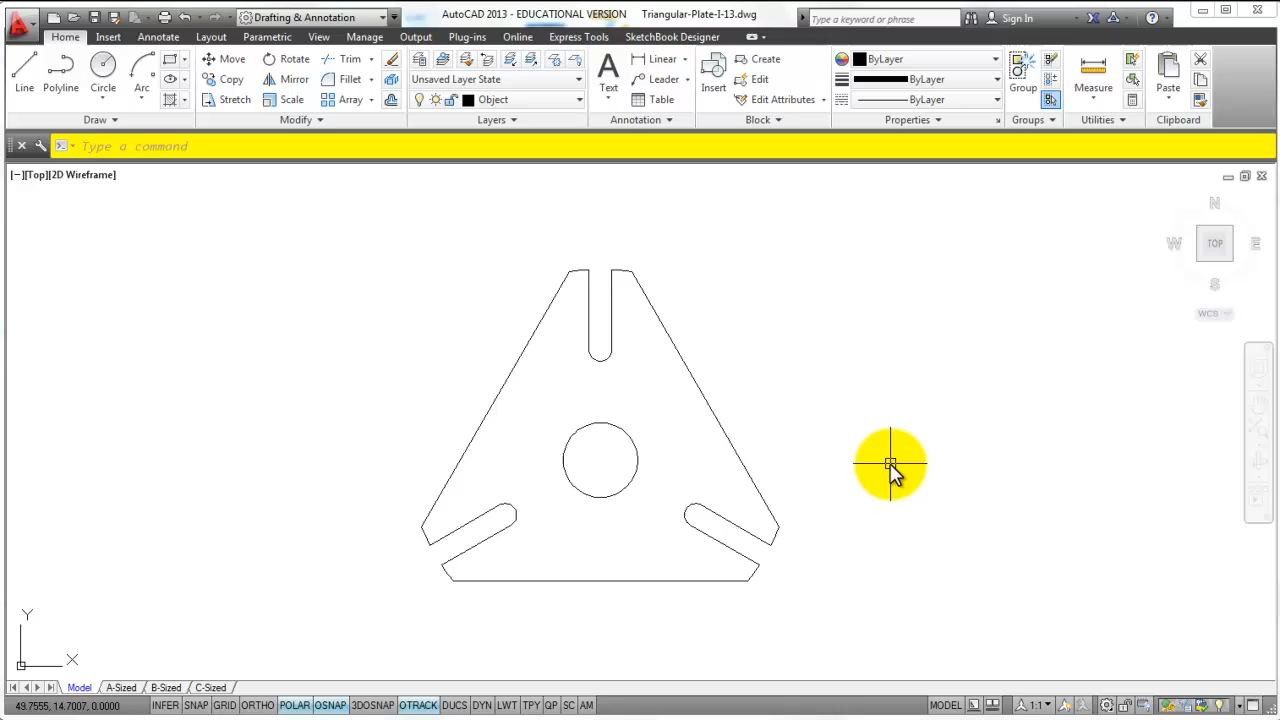 Drafting & Annotation
AutoCAD 2013 - EDUCATIONAL VERSION Triangular-Plate-I-13.dwg
Type a keyword or phrase
Sign In
Home Insert Annotate Layout Parametric View Manage Output Plug-ins Online Express Tools SketchBook Designer
Line Polyline Circle Arc
Move Rotate Trim
Copy Mirror Fillet
Stretch Scale Array
Unsaved Layer State
Object
Text
Linear
Leader
Table
Insert
Create
Edit
Edit Attributes
ByLayer
ByLayer
ByLayer
Group
Measure
Paste
Draw Modify Layers Annotation Block Properties Groups Utilities Clipboard
Type a command
[−][Top][2D Wireframe]
N
W TOP E
S
WCS
Y
X
Model A-Sized B-Sized C-Sized
49.7555, 14.7007, 0.0000 INFER SNAP GRID ORTHO POLAR OSNAP 3DOSNAP OTRACK DUCS DYN LWT TPY QP SC AM MODEL 1:1